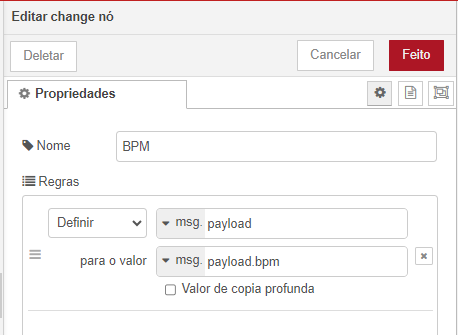 Editar change nó
Deletar
Cancelar
Feito
Propriedades
Nome
BPM
Regras
Definir
msg. payload
para o valor
msg. payload.bpm
Valor de copia profunda